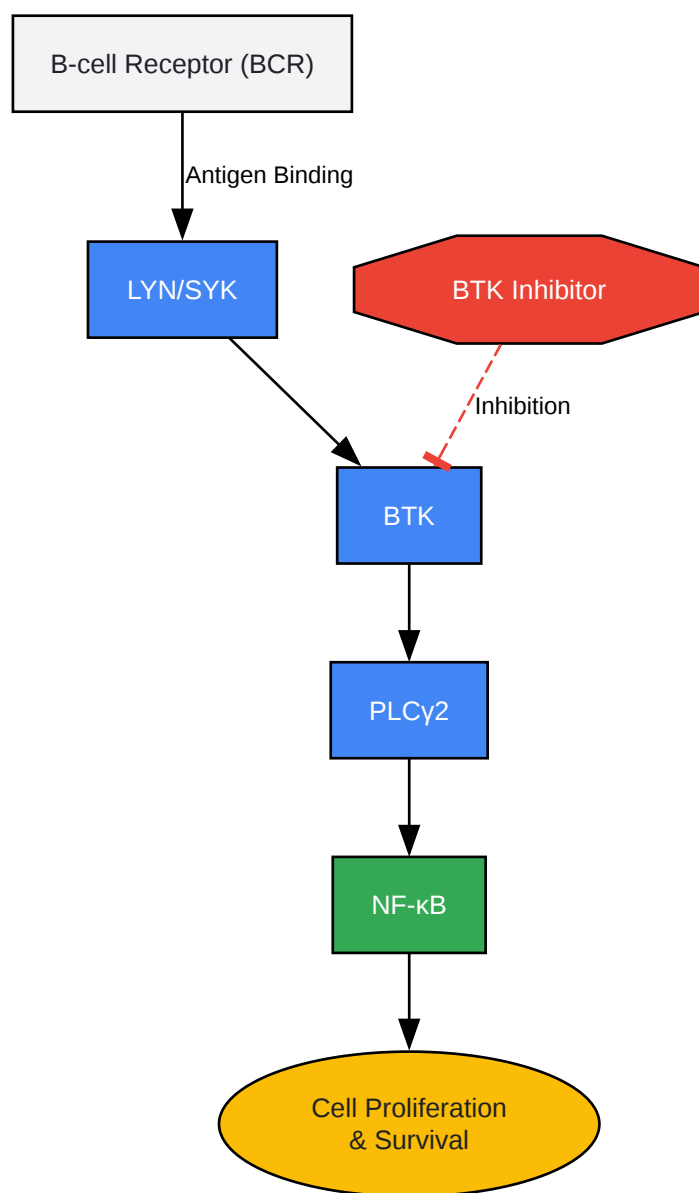 B-cell Receptor (BCR)
Antigen Binding
LYN/SYK
BTK Inhibitor
Inhibition
BTK
PLCγ2
NF-κB
Cell Proliferation
& Survival